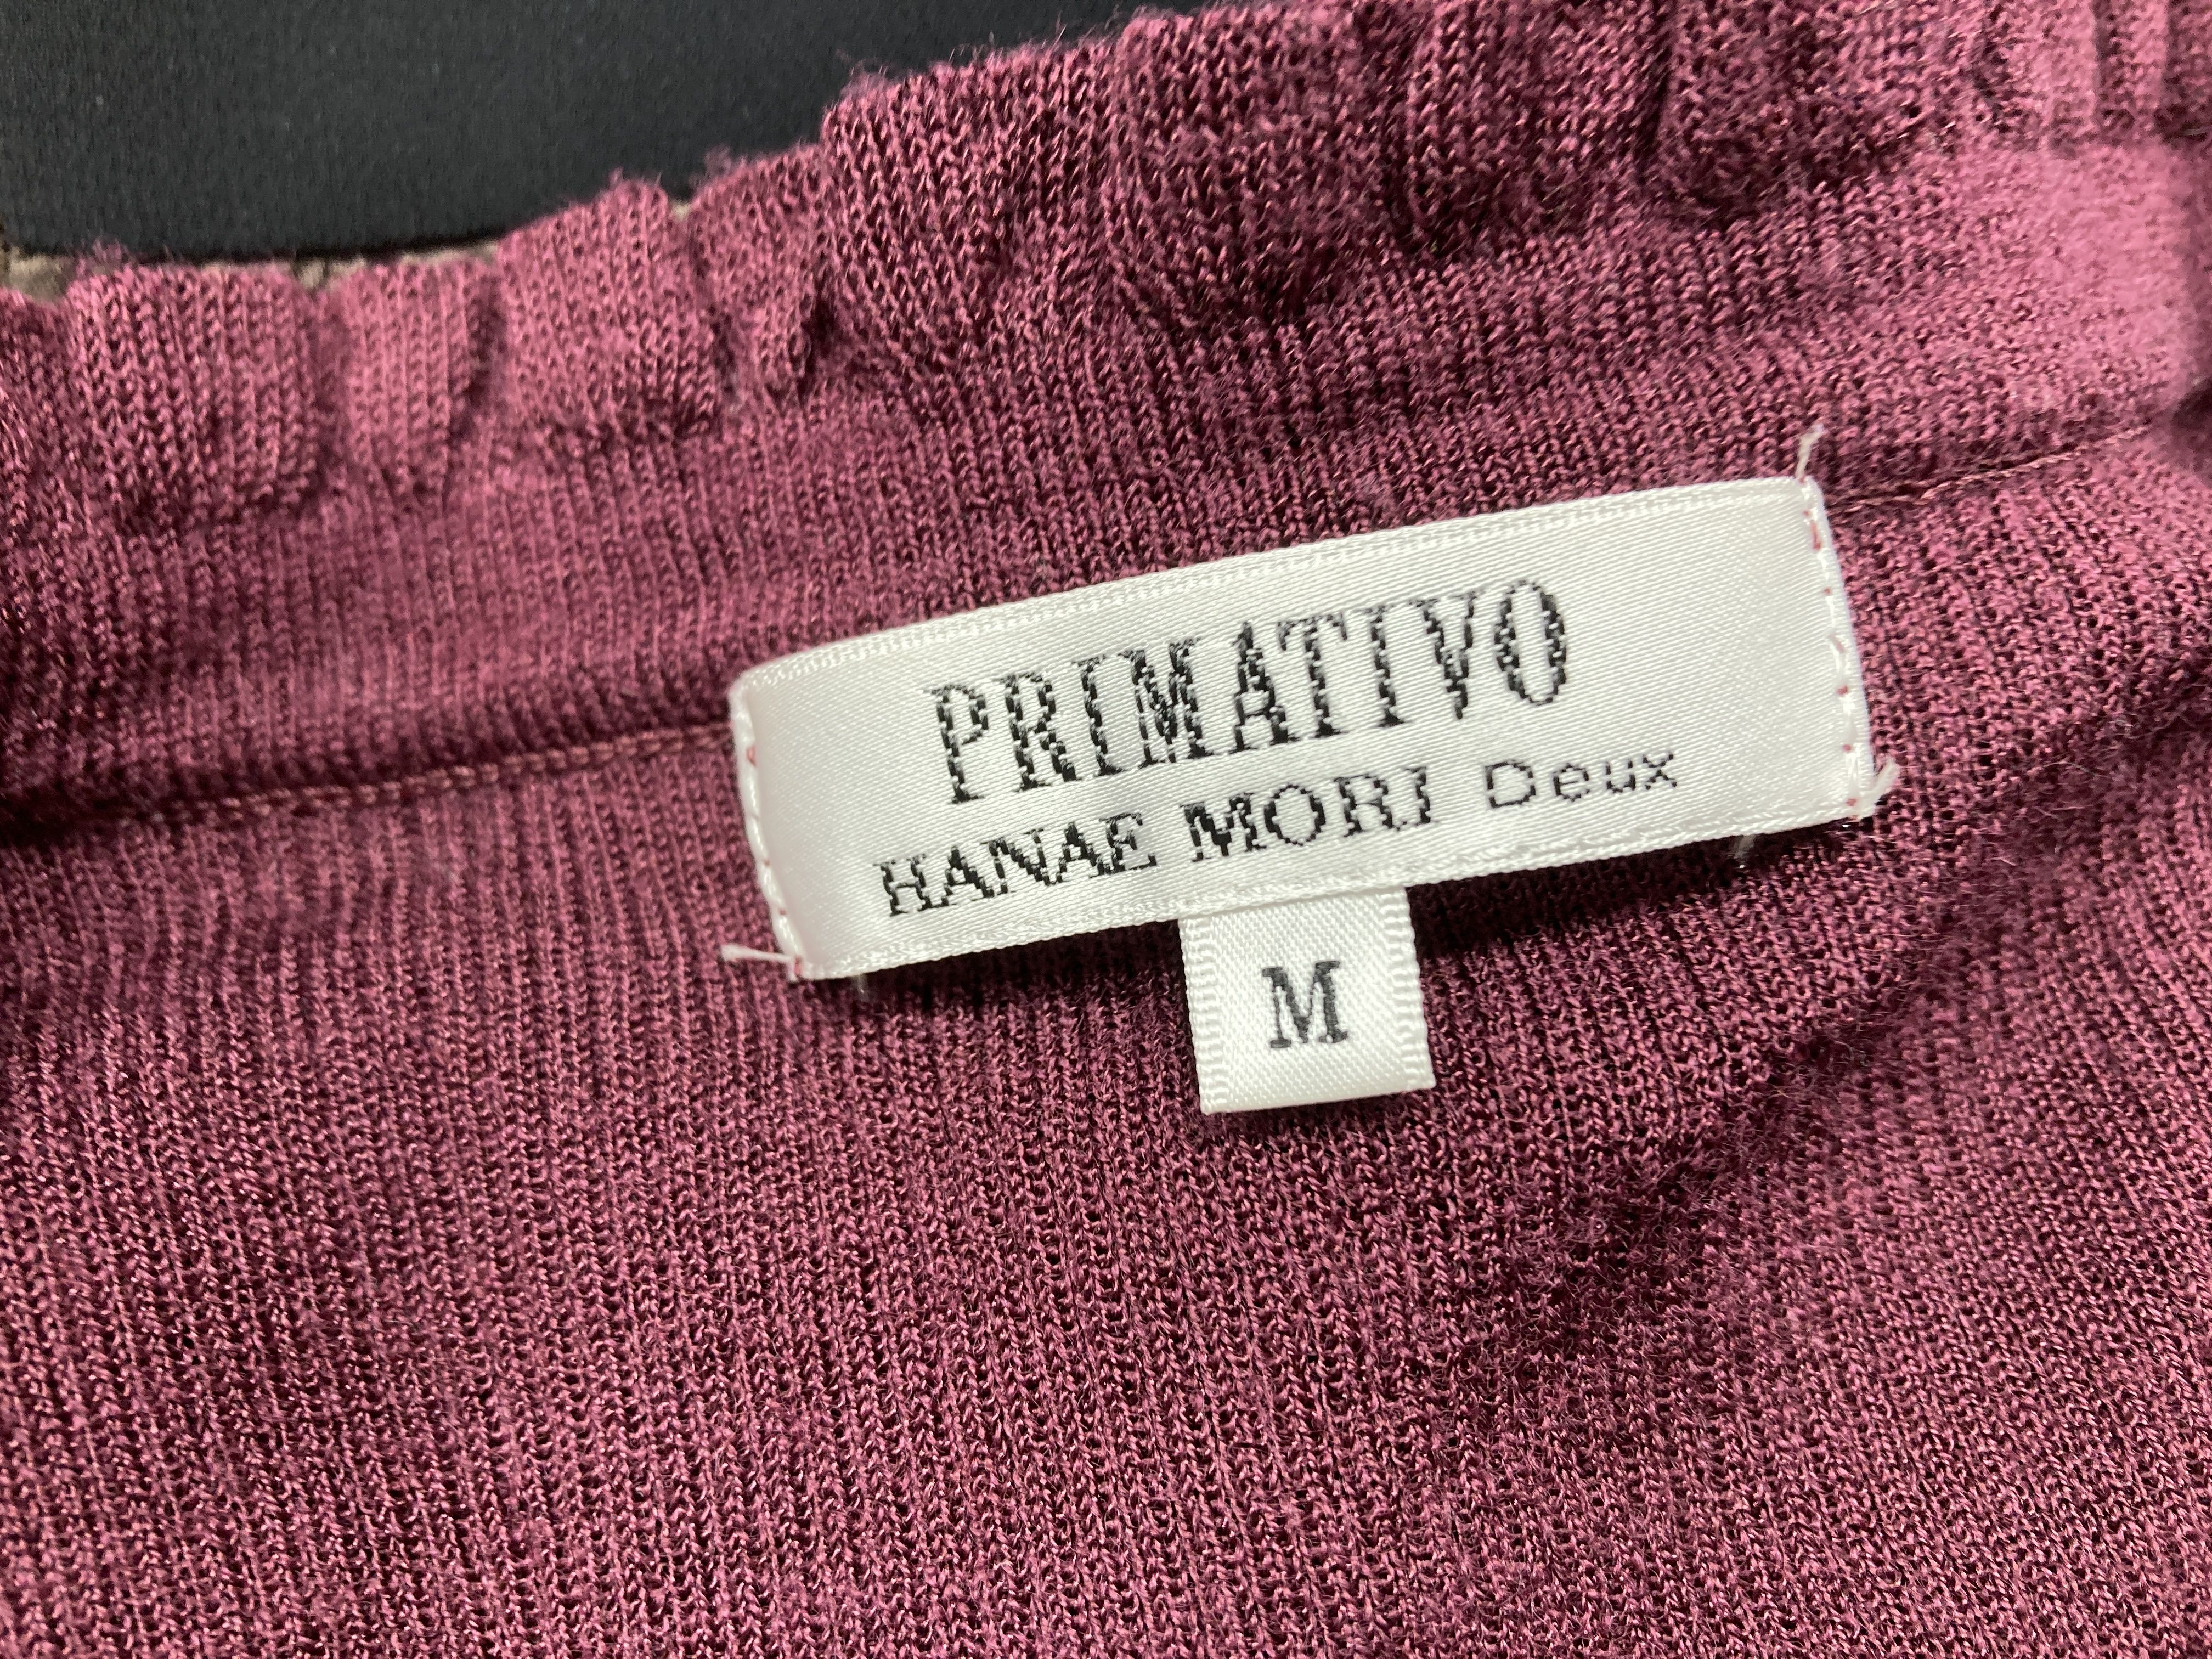 PRIMATIVO
HANAE MORI Deux
M